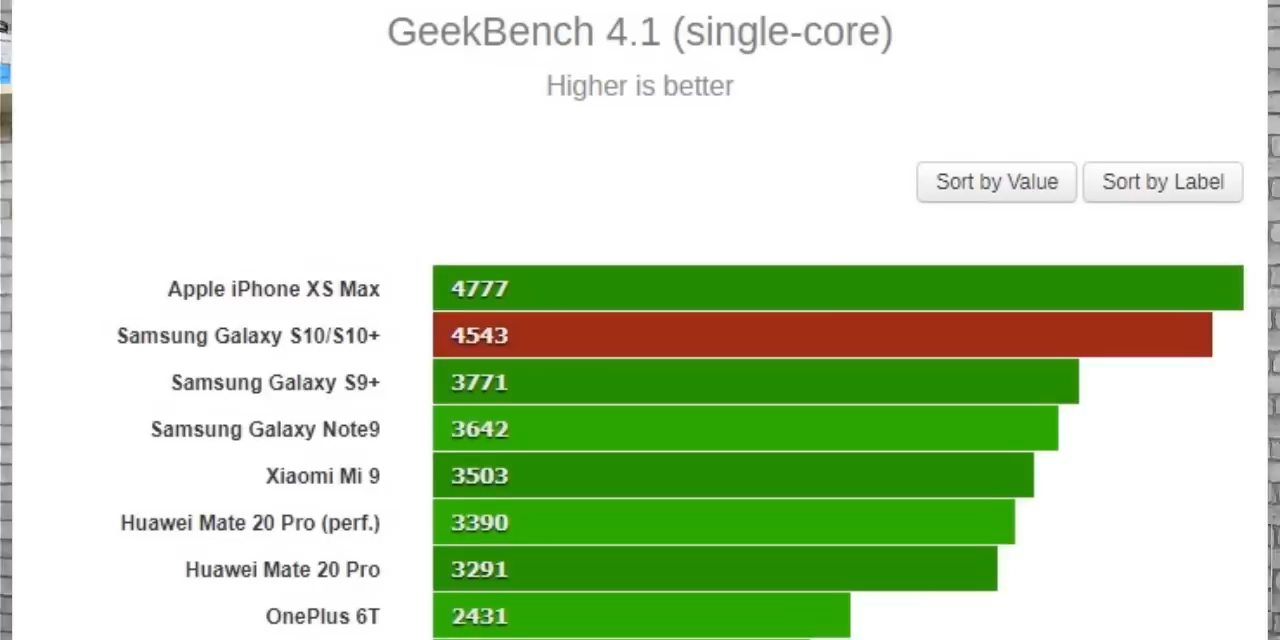 GeekBench 4.1 (single-core)
Higher is better
Sort by Value Sort by Label
Apple iPhone XS Max 4777
Samsung Galaxy S10/S10+ 4543
Samsung Galaxy S9+ 3771
Samsung Galaxy Note9 3642
Xiaomi Mi 9 3503
Huawei Mate 20 Pro (perf.) 3390
Huawei Mate 20 Pro 3291
OnePlus 6T 2431